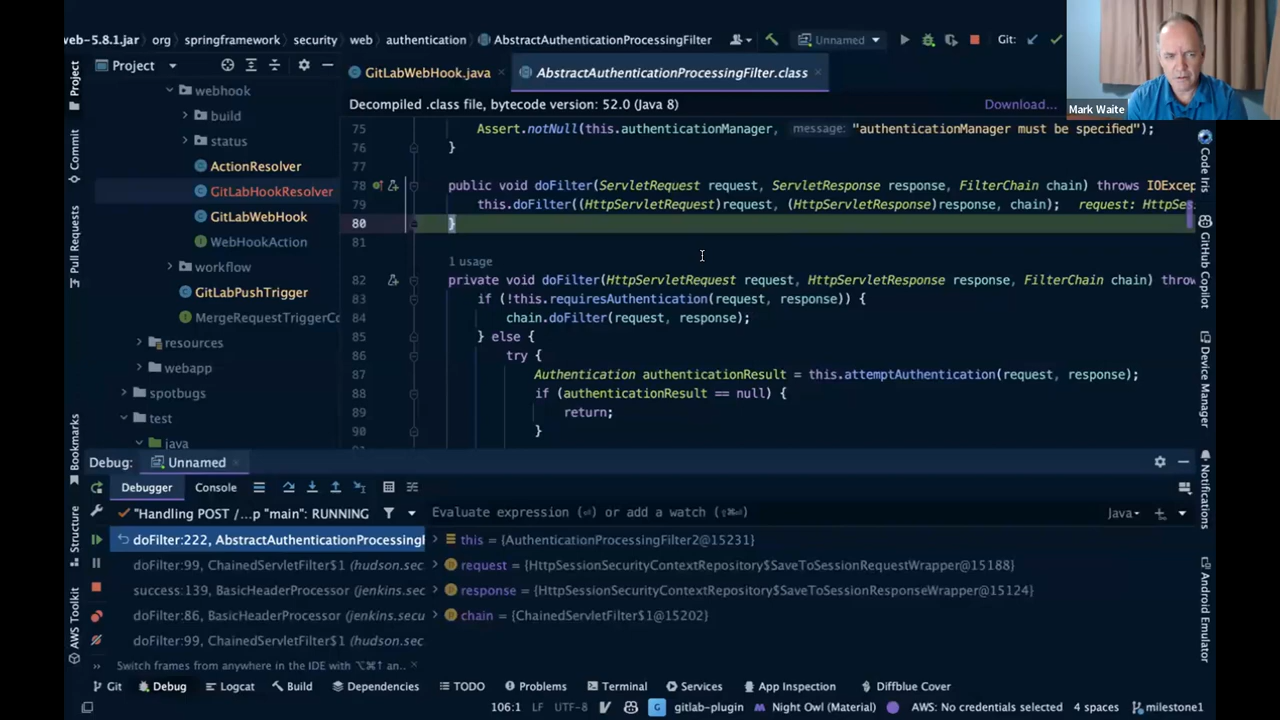 web-5.8.1.jar org springframework security web authentication AbstractAuthenticationProcessingFilter Unnamed Git:
Mark Waite
Project
Commit
Pull Requests
Bookmarks
Structure
AWS Toolkit
Project
webhook
build
status
ActionResolver
GitLabHookResolver
GitLabWebHook
WebHookAction
workflow
GitLabPushTrigger
MergeRequestTriggerCo
resources
webapp
spotbugs
test
java
GitLabWebHook.java × AbstractAuthenticationProcessingFilter.class ×
Decompiled .class file, bytecode version: 52.0 (Java 8) Download...
75 Assert.notNull(this.authenticationManager, message: "authenticationManager must be specified");
76 }
77
78 public void doFilter(ServletRequest request, ServletResponse response, FilterChain chain) throws IOExcep
79 this.doFilter((HttpServletRequest)request, (HttpServletResponse)response, chain); request: HttpSes
80 }
81
1 usage
82 private void doFilter(HttpServletRequest request, HttpServletResponse response, FilterChain chain) throw
83 if (!this.requiresAuthentication(request, response)) {
84 chain.doFilter(request, response);
85 } else {
86 try {
87 Authentication authenticationResult = this.attemptAuthentication(request, response);
88 if (authenticationResult == null) {
89 return;
90 }
Code Iris
GitHub Copilot
Device Manager
Notifications
Android Emulator
Debug: Unnamed ×
Debugger Console
"Handling POST /...p "main": RUNNING
doFilter:222, AbstractAuthenticationProcessingF
doFilter:99, ChainedServletFilter$1 (hudson.sec
success:139, BasicHeaderProcessor (jenkins.secu
doFilter:86, BasicHeaderProcessor (jenkins.secu
doFilter:99, ChainedServletFilter$1 (hudson.sec
Switch frames from anywhere in the IDE with ⌥⌘↑ an.. ×
Evaluate expression (⏎) or add a watch (⇧⌘⏎) Java
this = {AuthenticationProcessingFilter2@15231}
request = {HttpSessionSecurityContextRepository$SaveToSessionRequestWrapper@15188}
response = {HttpSessionSecurityContextRepository$SaveToSessionResponseWrapper@15124}
chain = {ChainedServletFilter$1@15202}
Git Debug Logcat Build Dependencies TODO Problems Terminal Services App Inspection Diffblue Cover
106:1 LF UTF-8 G gitlab-plugin Night Owl (Material) AWS: No credentials selected 4 spaces milestone1